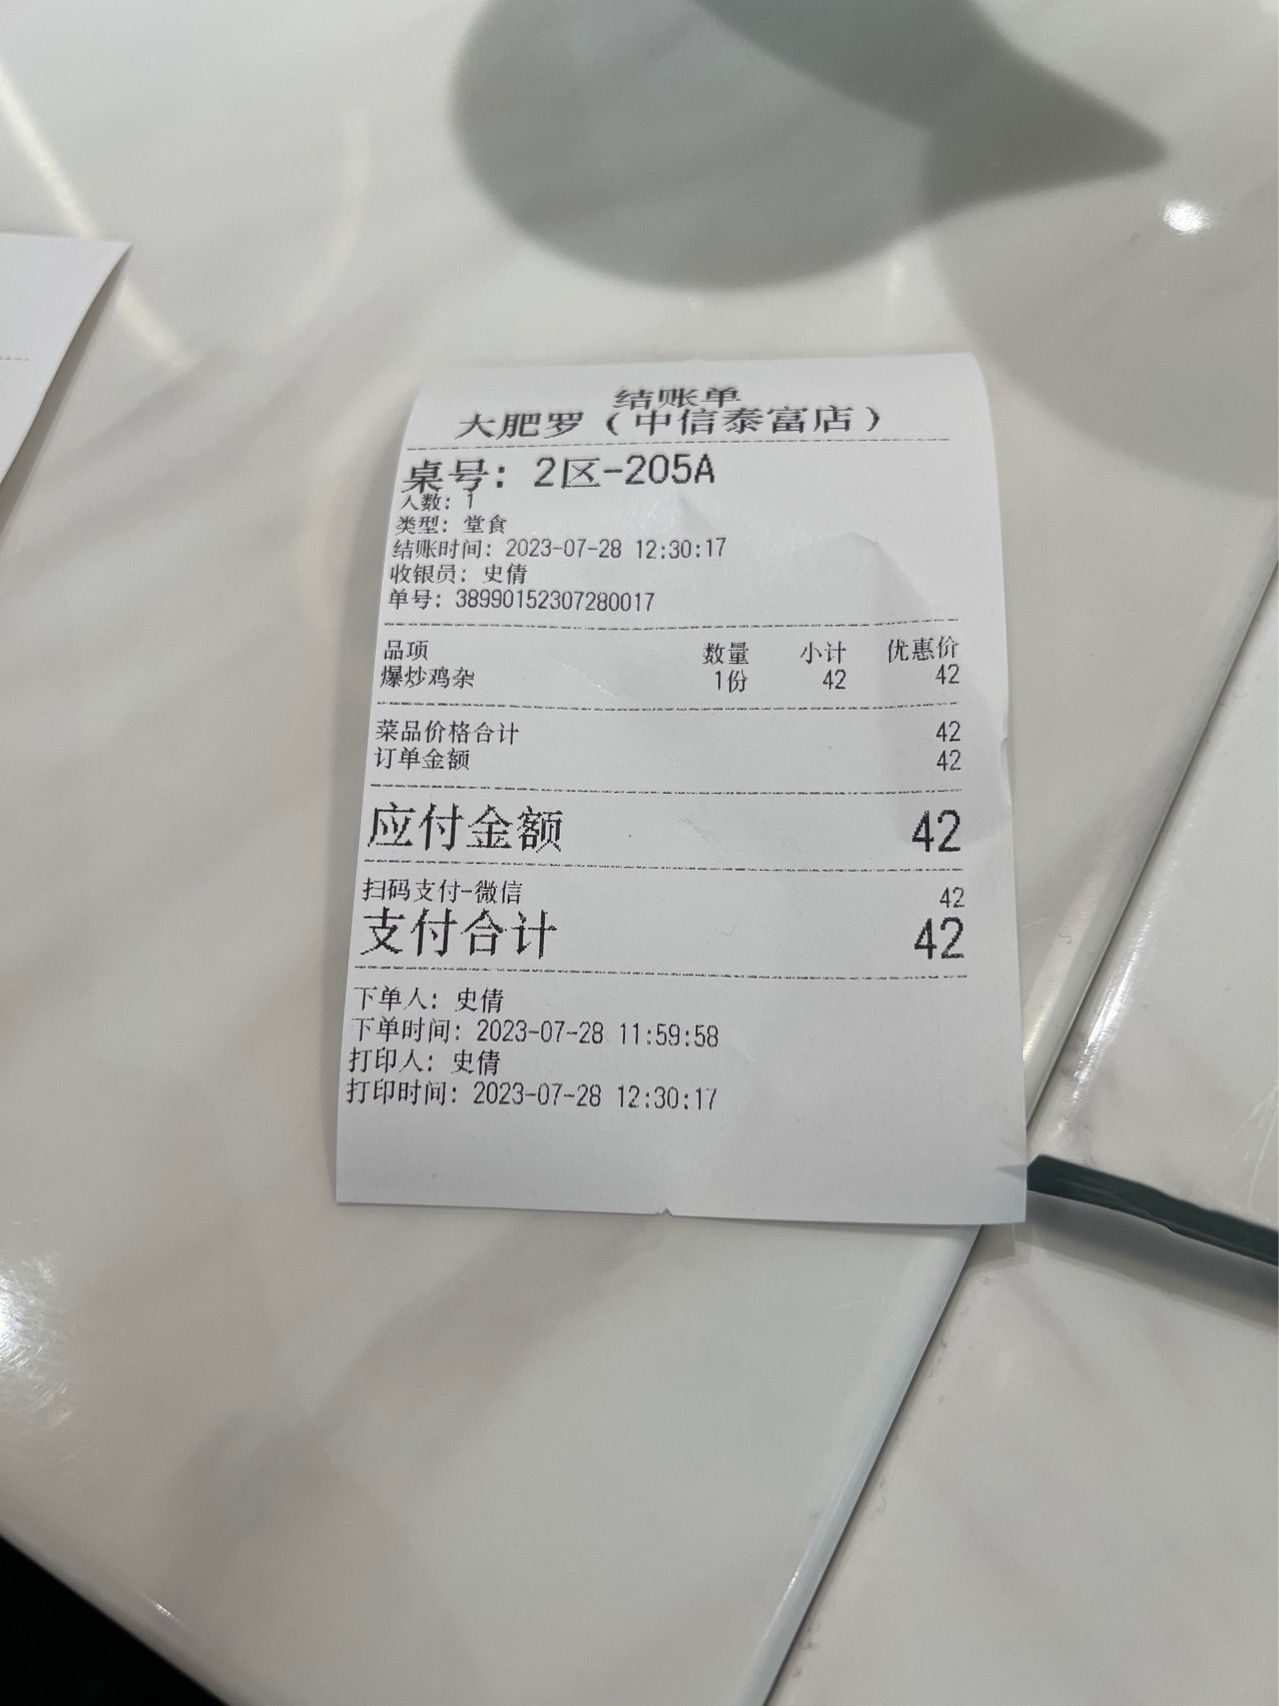 结账单
大肥罗（中信泰富店）
桌号：2区-205A
人数：1
类型：堂食
结账时间：2023-07-28 12:30:17
收银员：史倩
单号：38990152307280017
品项 数量 小计 优惠价
爆炒鸡杂 1份 42 42
菜品价格合计 42
订单金额 42
应付金额 42
扫码支付-微信 42
支付合计 42
下单人：史倩
下单时间：2023-07-28 11:59:58
打印人：史倩
打印时间：2023-07-28 12:30:17